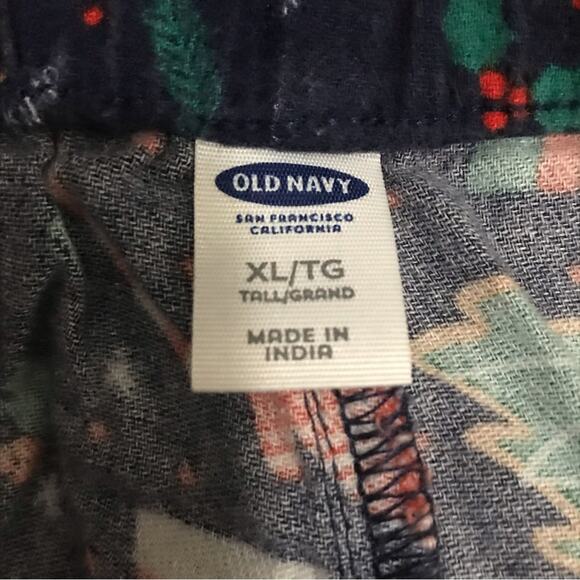 OLD NAVY
SAN FRANCISCO
CALIFORNIA
XL/TG
TALL/GRAND
MADE IN
INDIA